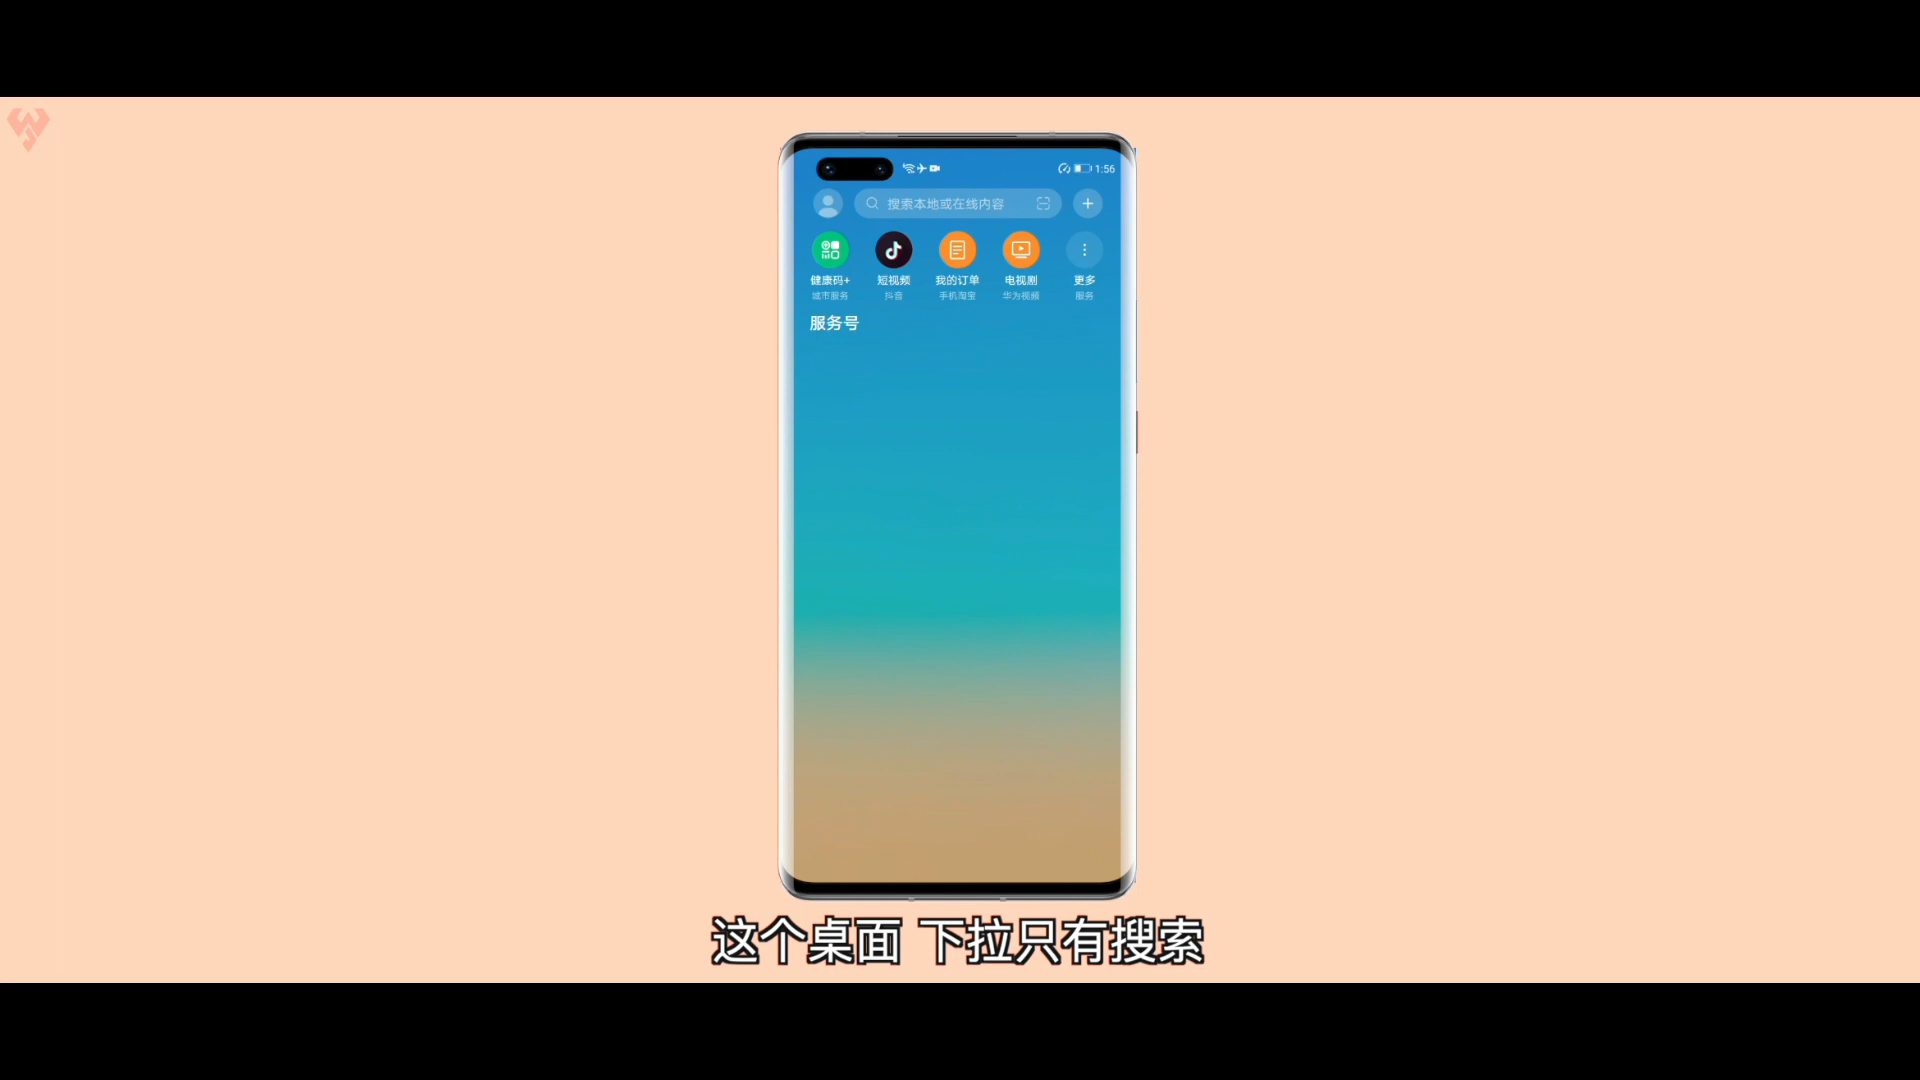 1:56
搜索本地或在线内容
健康码+ 短视频 我的订单 电视剧 更多
城市服务 抖音 手机淘宝 华为视频 服务
服务号
这个桌面 下拉只有搜索